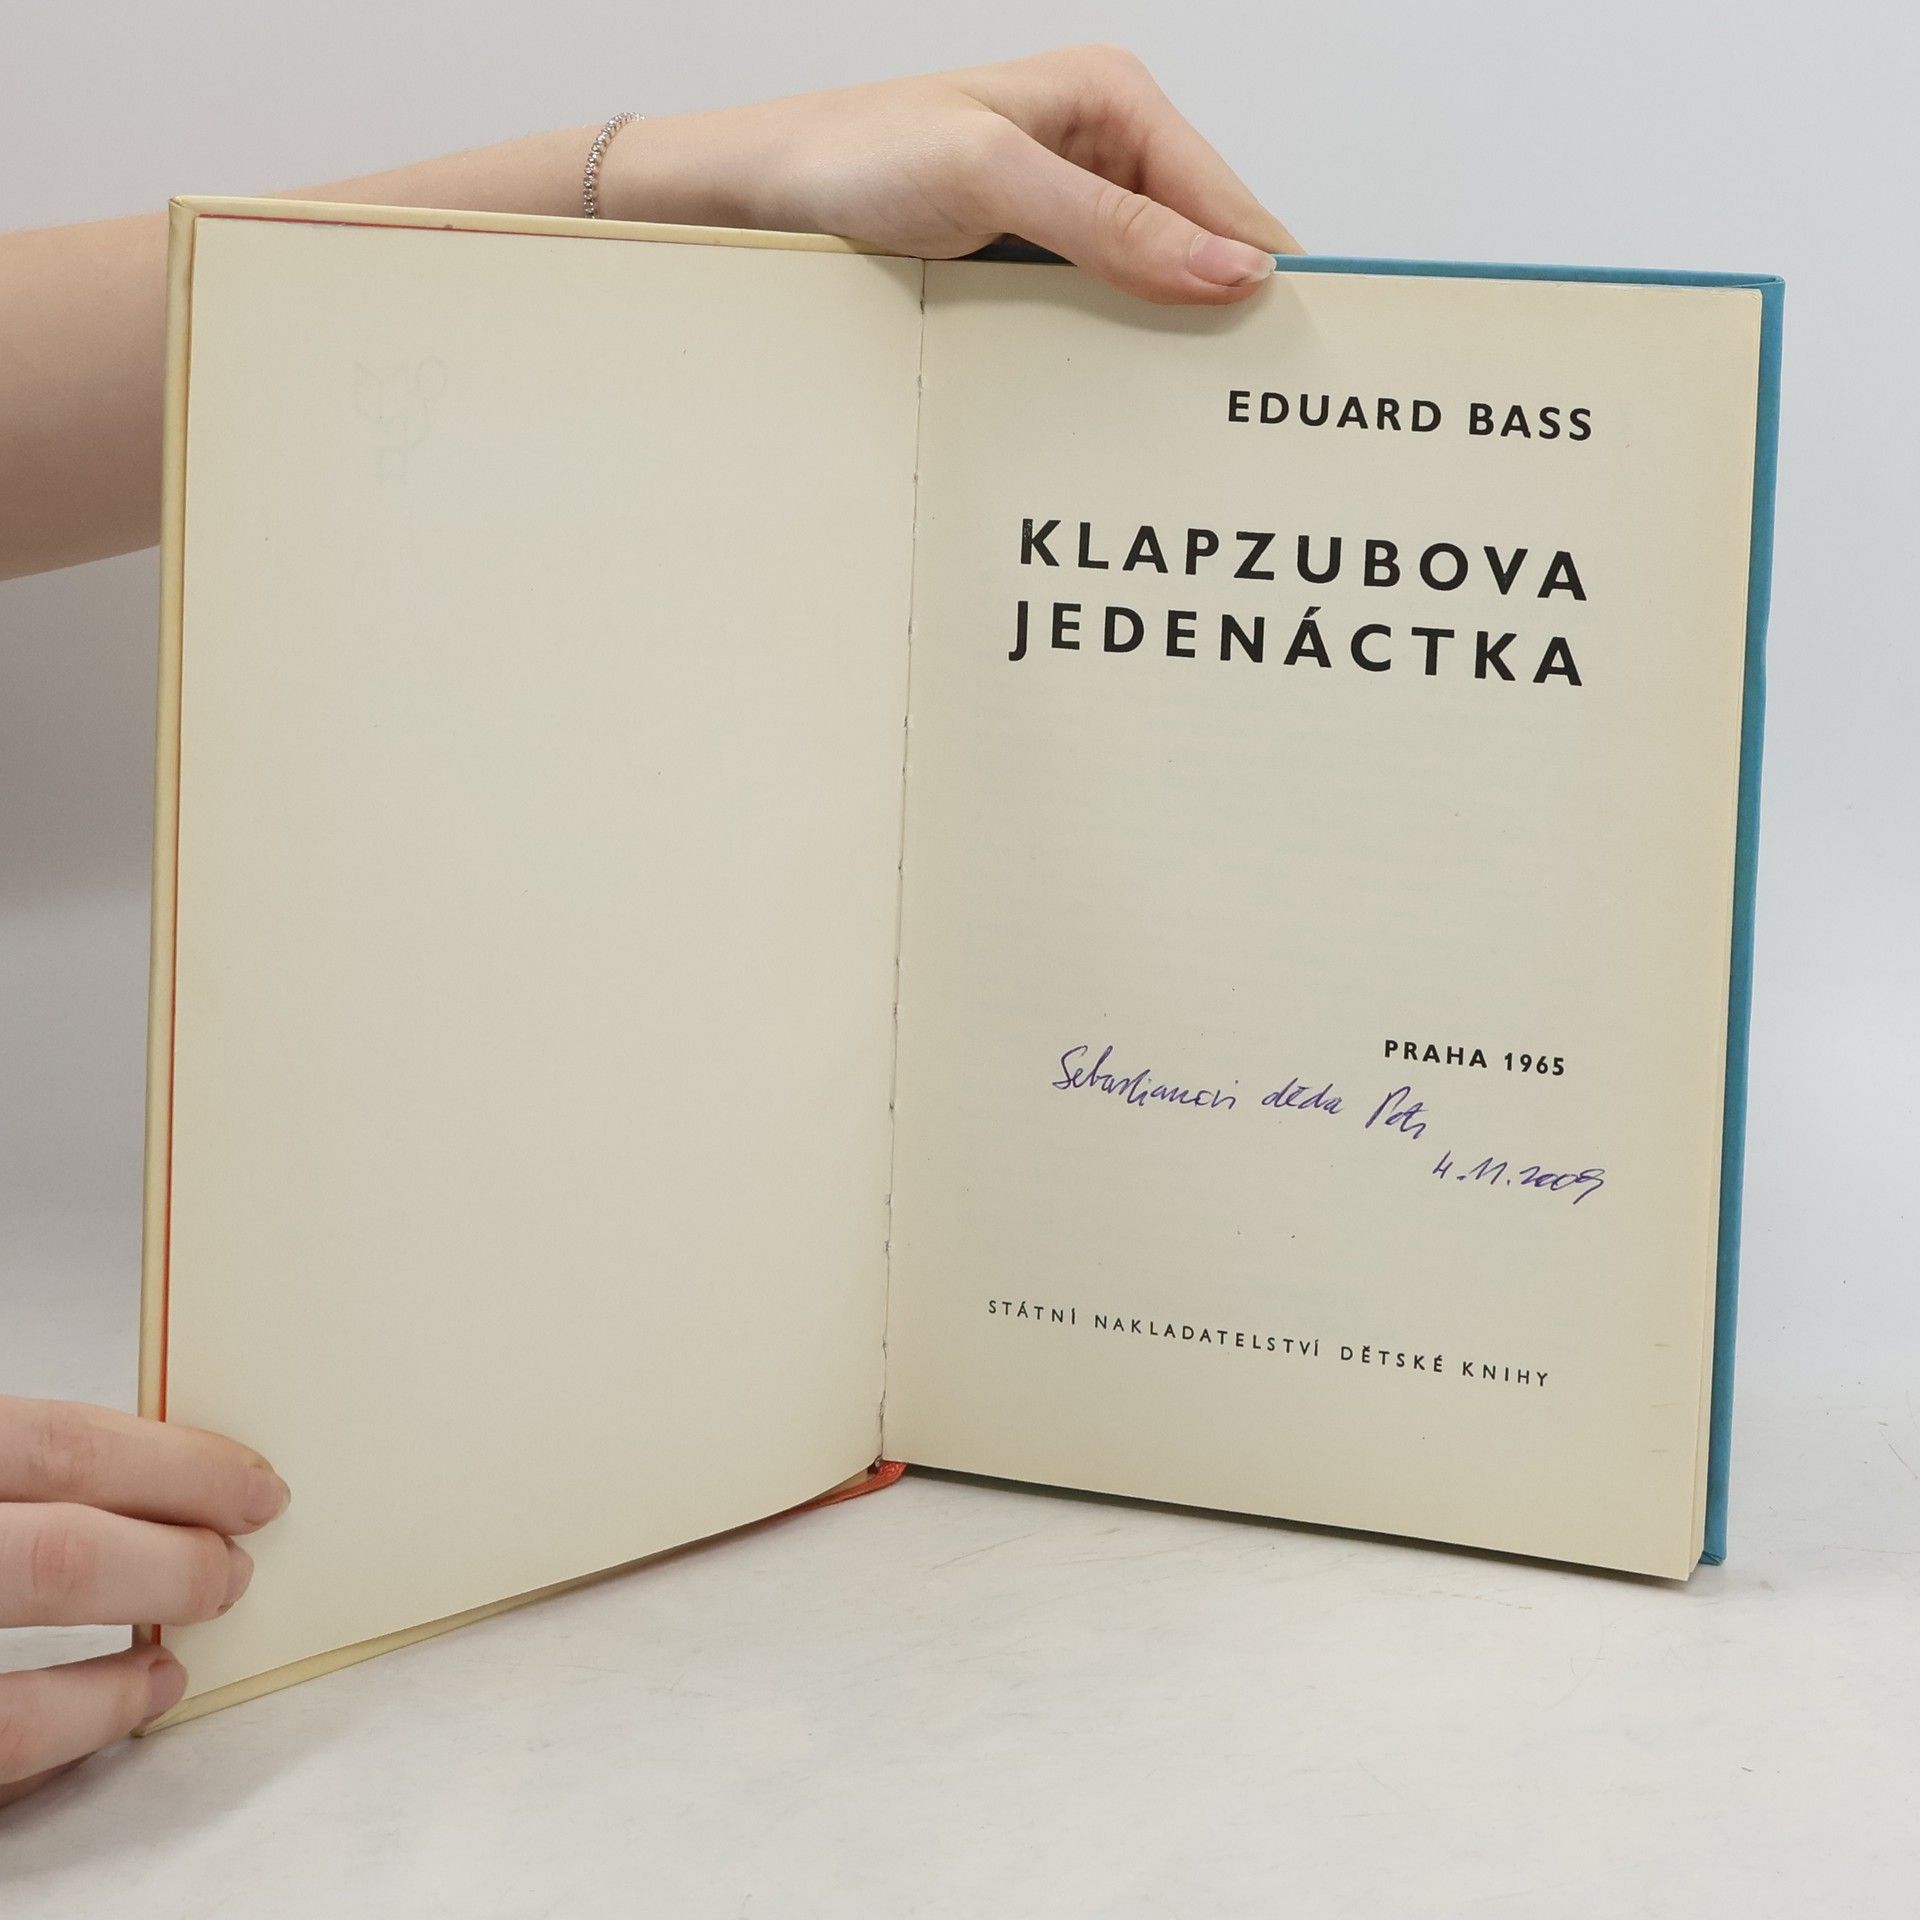 EDUARD BASS
KLAPZUBOVA
JEDENÁCTKA
PRAHA 1965
Sebastianovi děda Petr
4.11.2009
STÁTNÍ NAKLADATELSTVÍ DĚTSKÉ KNIHY